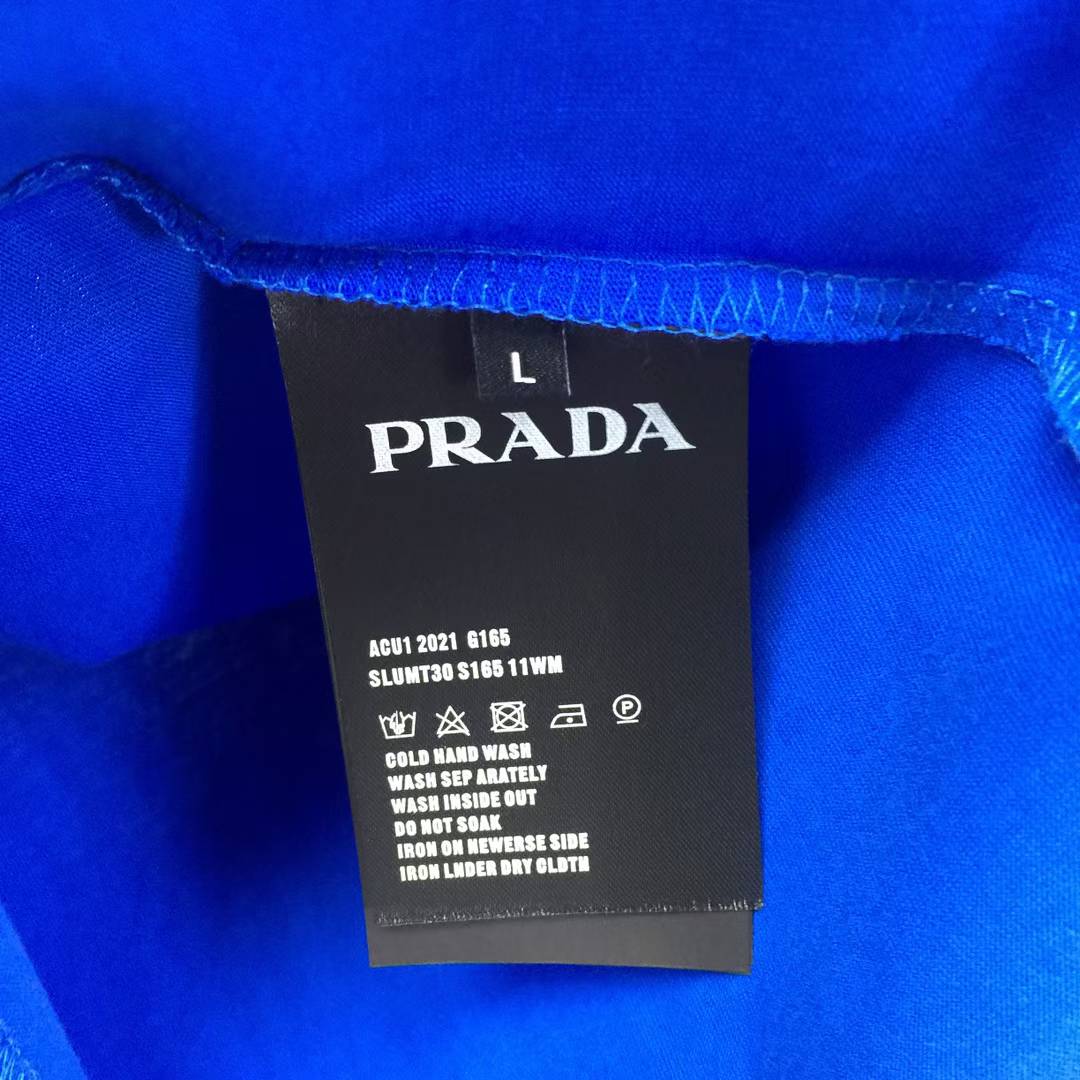 L
PRADA
ACU1 2021 G165
SLUMT30 S165 11WM
P
COLD HAND WASH
WASH SEP ARATELY
WASH INSIDE OUT
DO NOT SOAK
IRON ON NEWERSE SIDE
IRON LNDER DRY CLDTH